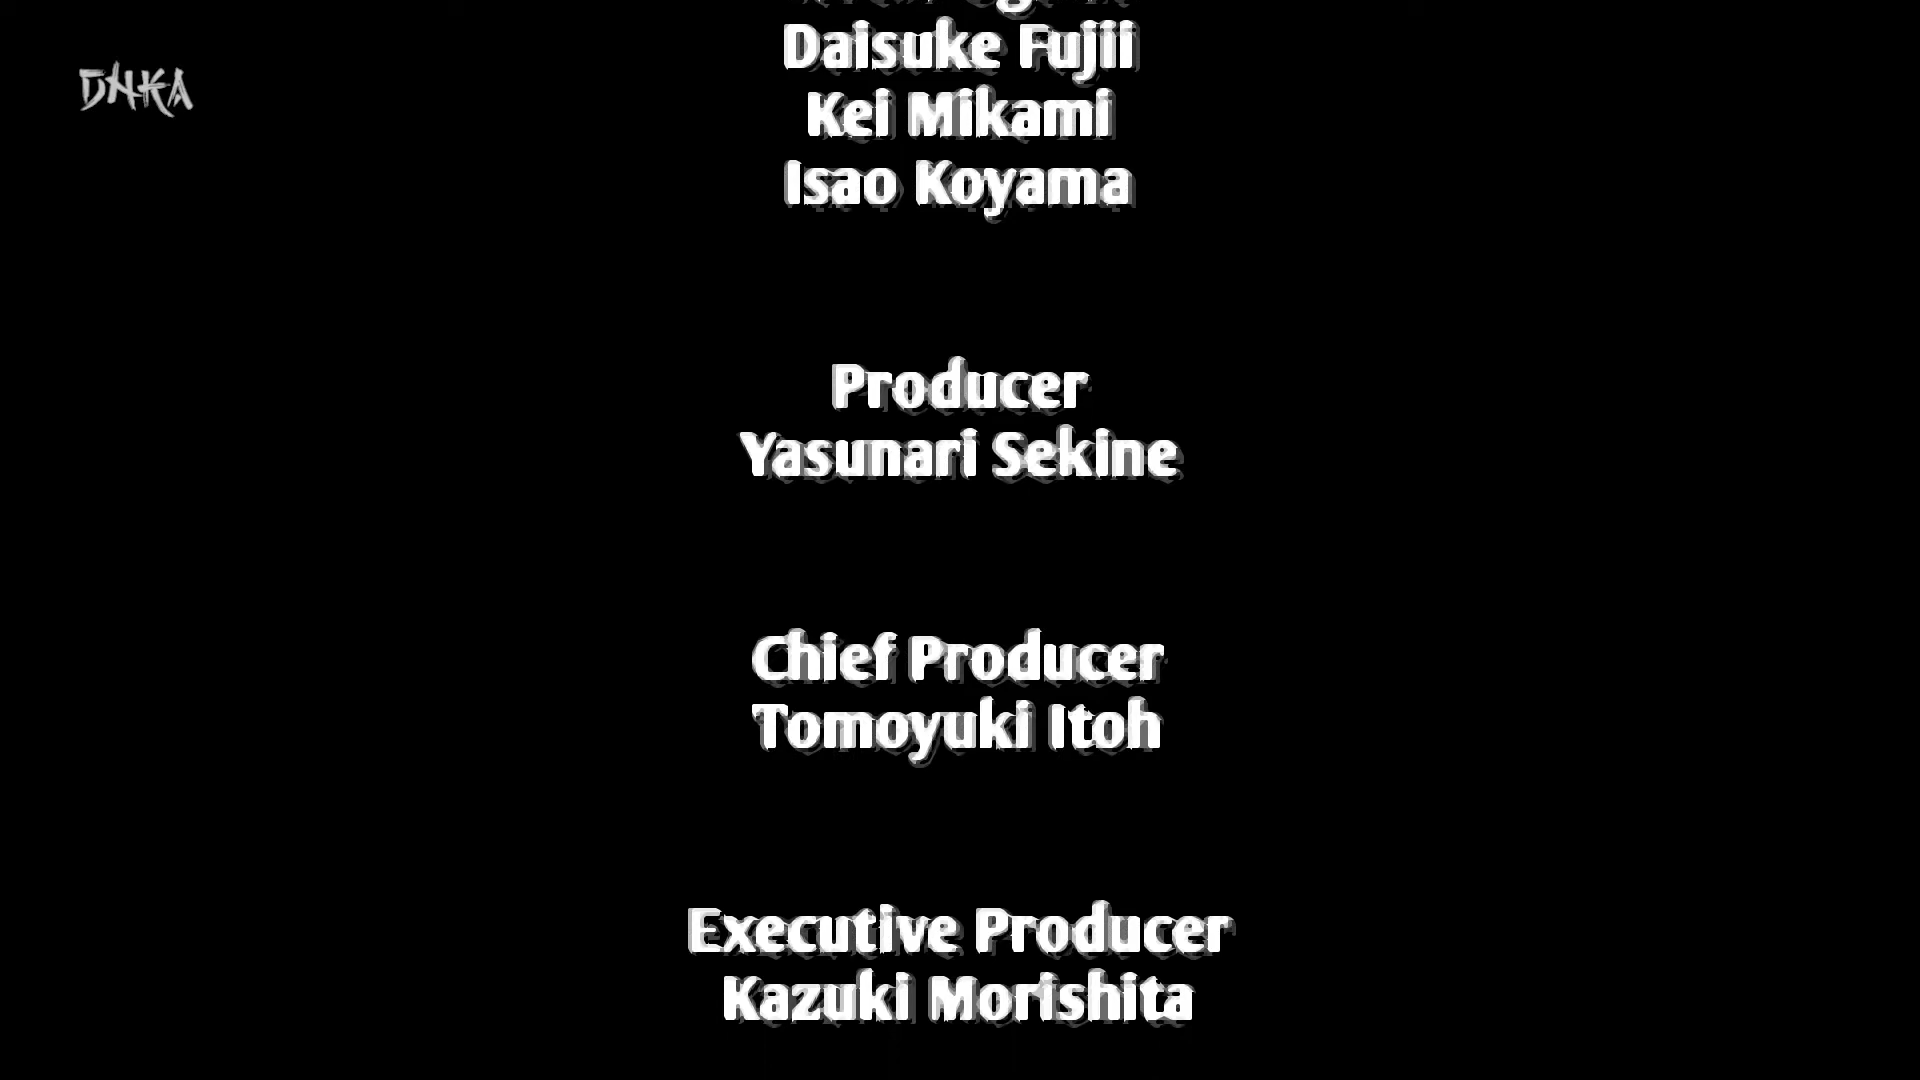 DNKA
Daisuke Fujii
Kei Mikami
Isao Koyama
Producer
Yasunari Sekine
Chief Producer
Tomoyuki Itoh
Executive Producer
Kazuki Morishita